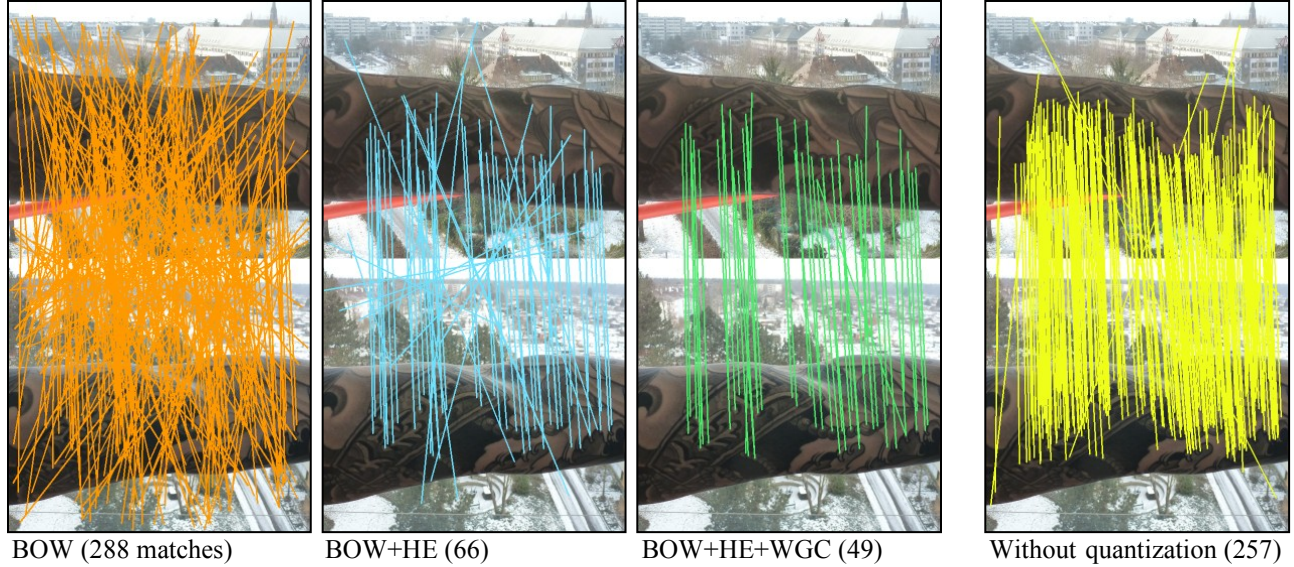 BOW (288 matches)
BOW+HE (66)
BOW+HE+WGC (49)
Without quantization (257)